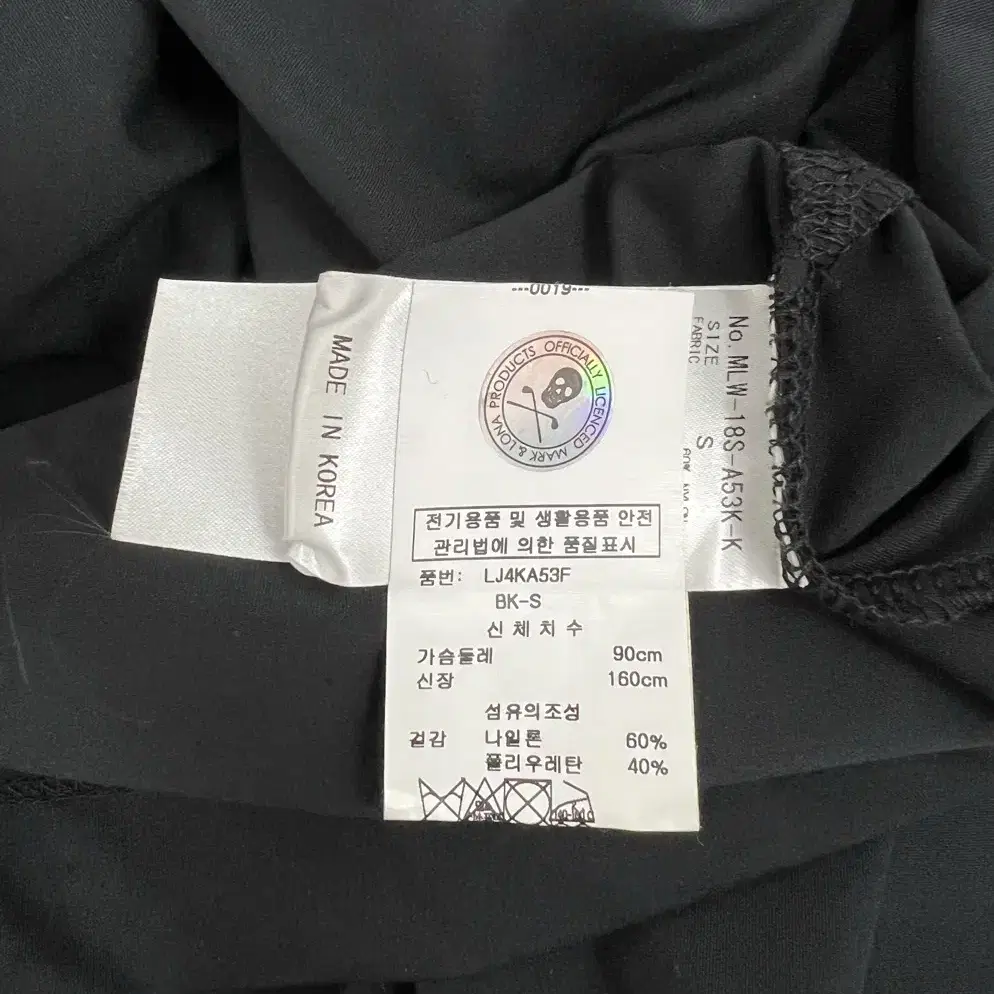 MADE IN KOREA
---0019---
PRODUCTS OFFICIALLY LICENCED MARK & LONA
전기용품 및 생활용품 안전
관리법에 의한 품질표시
품번: LJ4KA53F
BK-S
신체치수
가슴둘레 90cm
신장 160cm
섬유의조성
겉감 나일론 60%
폴리우레탄 40%
No. MLW-18S-A53K-K
SIZE S
FABRIC